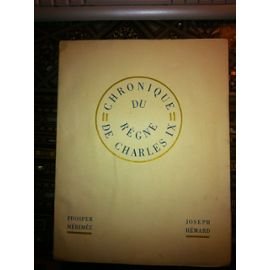 CHRONIQUE
DU
RÈGNE
DE CHARLES IX
PROSPER
MÉRIMÉE
JOSEPH
HÉMARD